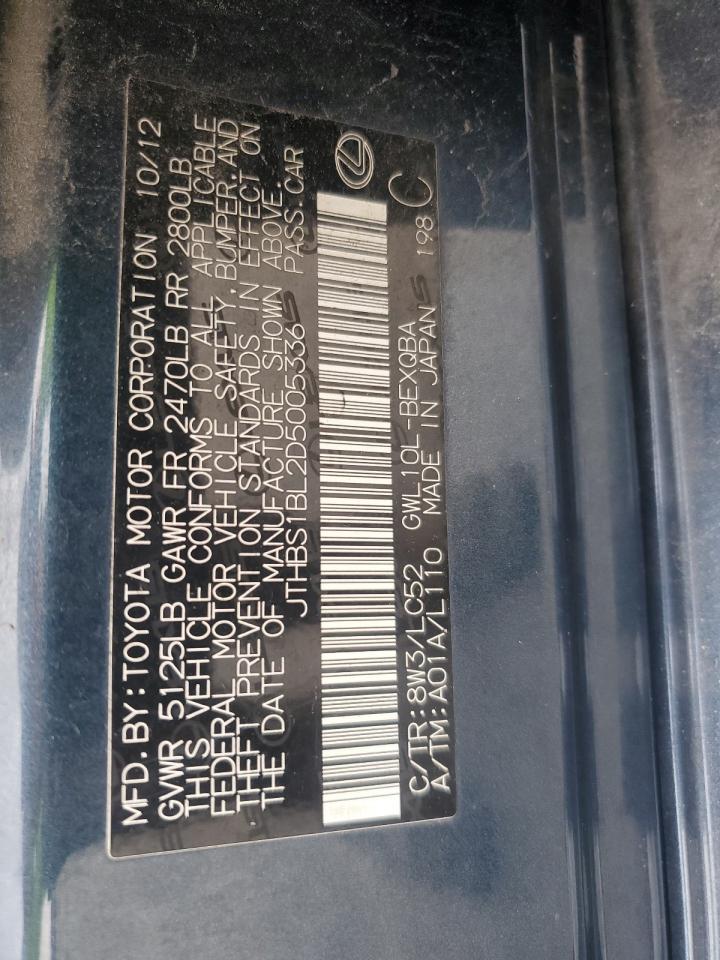 MFD.BY:TOYOTA MOTOR CORPORATION 10/12
GVWR 5125LB GAWR FR 2470LB RR 2800LB
THIS VEHICLE CONFORMS TO ALL APPLICABLE
FEDERAL MOTOR VEHICLE SAFETY,BUMPER,AND
THEFT PREVENTION STANDARDS IN EFFECT ON
THE DATE OF MANUFACTURE SHOWN ABOVE.
JTHBS1BL2D5005336 PASS.CAR
C/TR:8W3/LC52 GWL10L-BEXQBA 198 C
A/TM:A01A/L110 MADE IN JAPAN